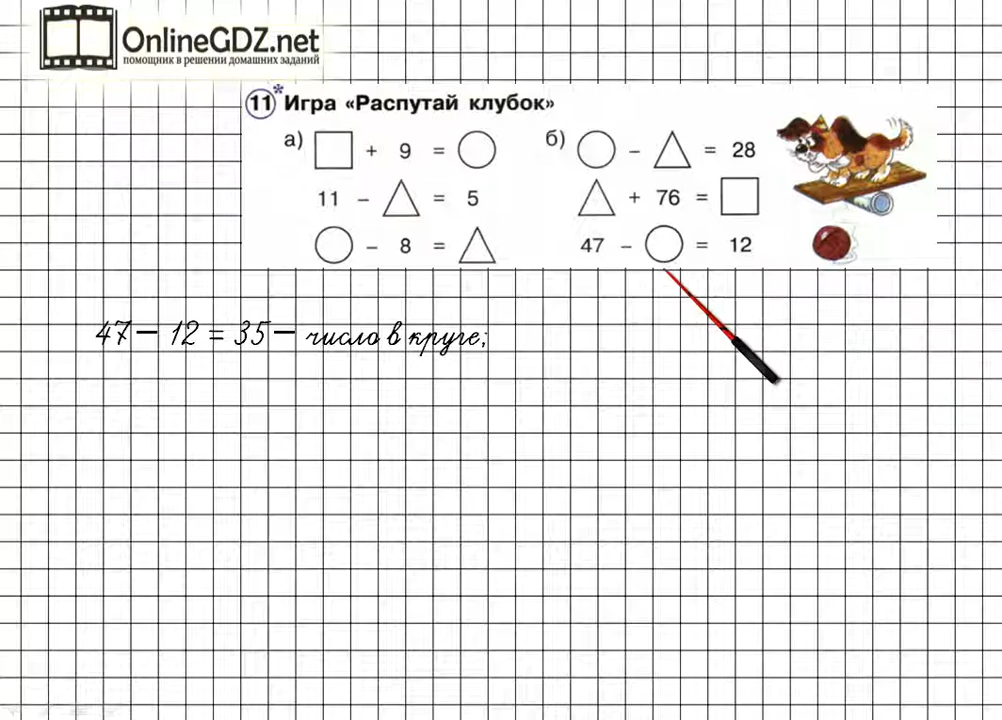 OnlineGDZ.net
помощник в решении домашних заданий
11* Игра «Распутай клубок»
а) □ + 9 = ○
11 − △ = 5
○ − 8 = △
б) ○ − △ = 28
△ + 76 = □
47 − ○ = 12
47 − 12 = 35 − число в круге;